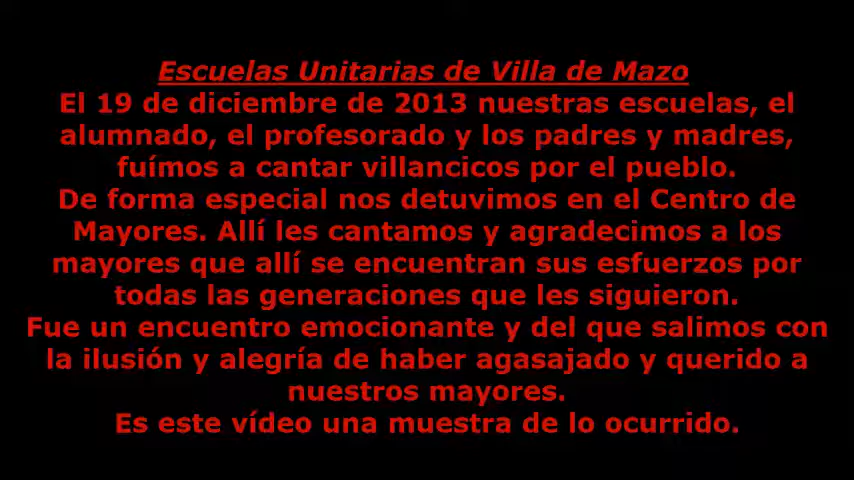 Escuelas Unitarias de Villa de Mazo
El 19 de diciembre de 2013 nuestras escuelas, el
alumnado, el profesorado y los padres y madres,
fuímos a cantar villancicos por el pueblo.
De forma especial nos detuvimos en el Centro de
Mayores. Allí les cantamos y agradecimos a los
mayores que allí se encuentran sus esfuerzos por
todas las generaciones que les siguieron.
Fue un encuentro emocionante y del que salimos con
la ilusión y alegría de haber agasajado y querido a
nuestros mayores.
Es este vídeo una muestra de lo ocurrido.